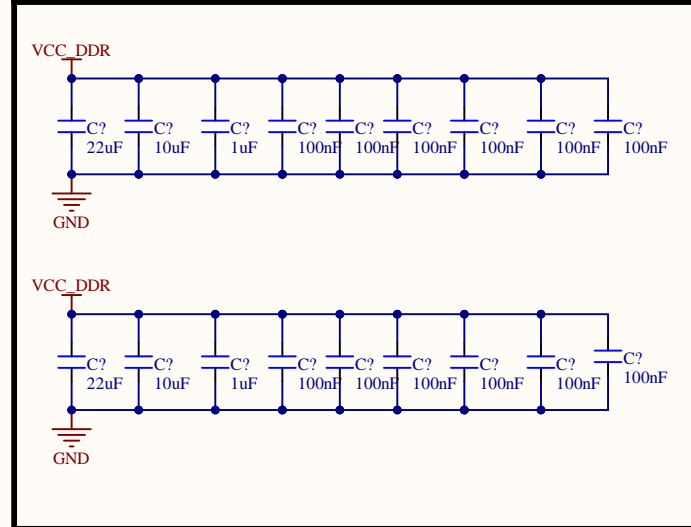 VCC_DDR
C? C? C? C? C? C? C? C? C?
22uF 10uF 1uF 100nF 100nF 100nF 100nF 100nF 100nF
GND
VCC_DDR
C? C? C? C? C? C? C? C? C?
22uF 10uF 1uF 100nF 100nF 100nF 100nF 100nF 100nF
GND